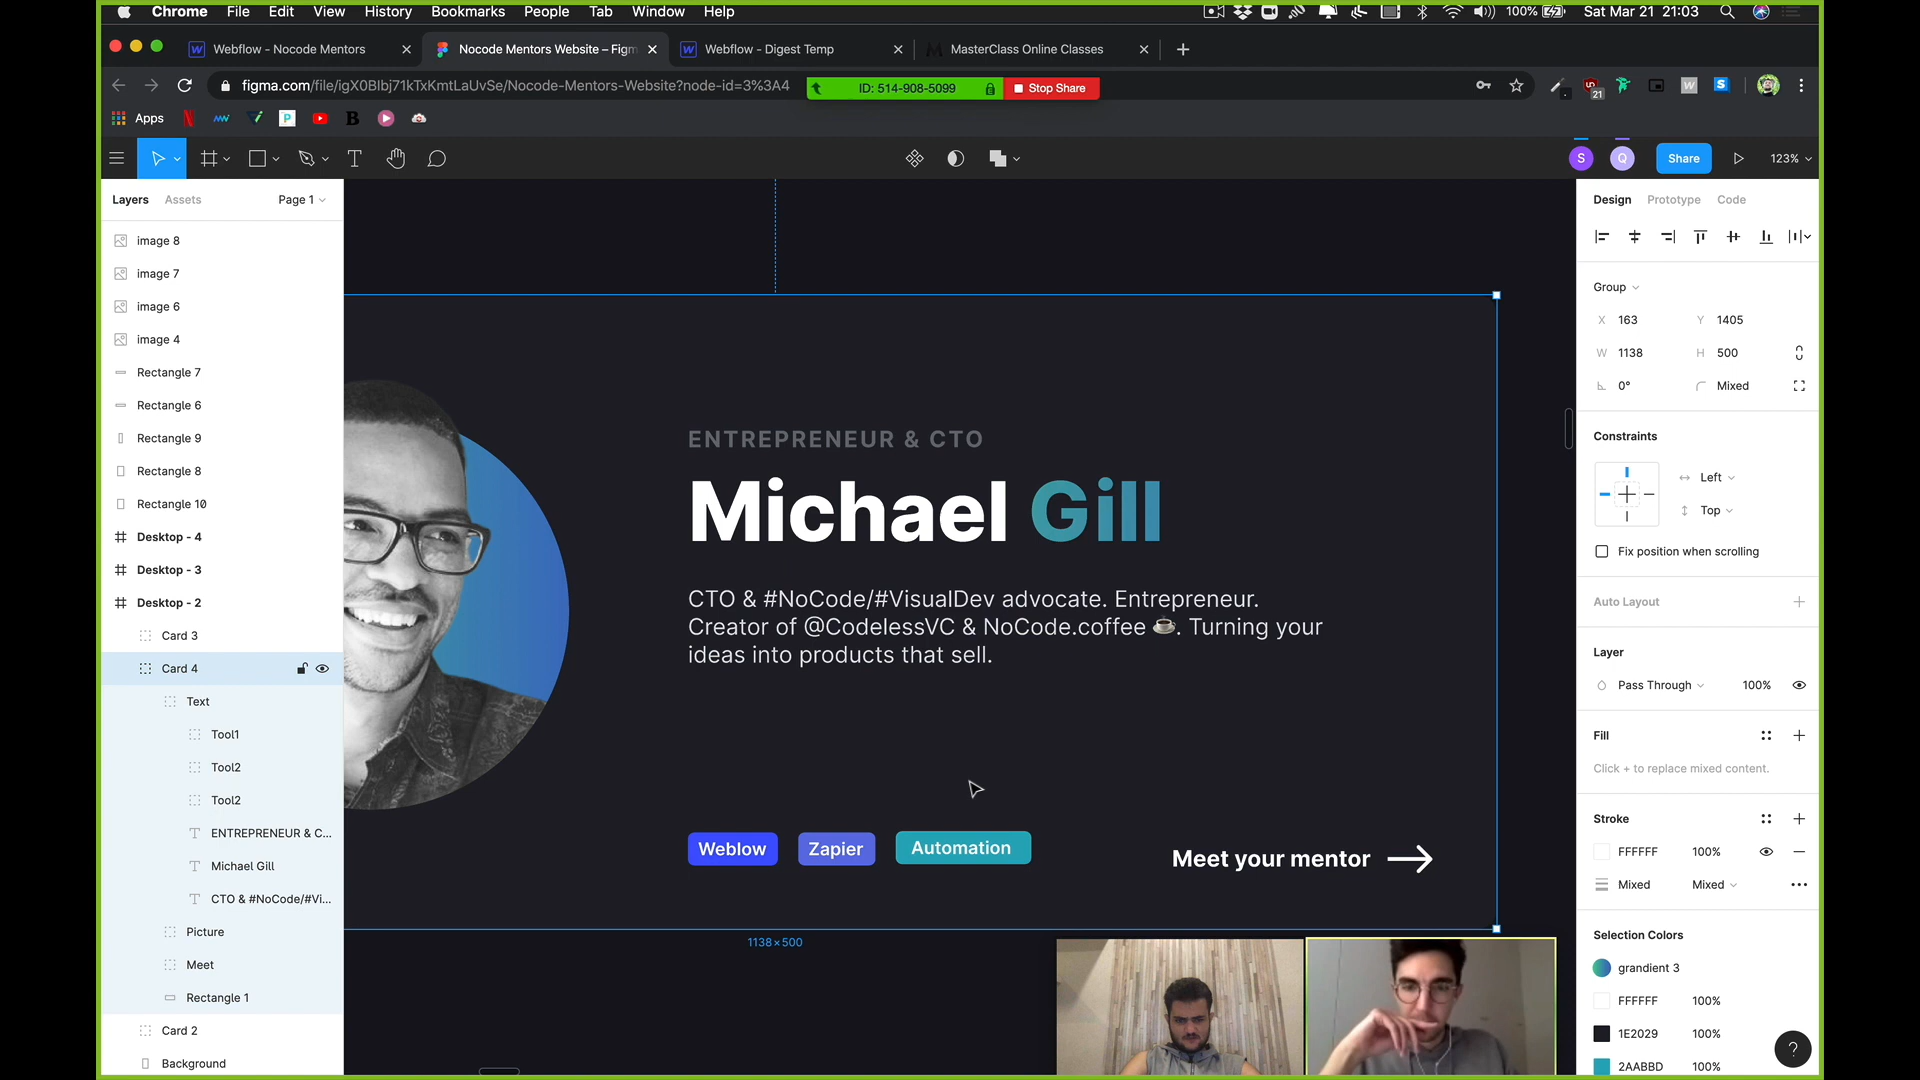 Chrome File Edit View History Bookmarks People Tab Window Help 100% Sat Mar 21 21:03
Webflow - Nocode Mentors
Nocode Mentors Website – Figm
Webflow - Digest Temp
MasterClass Online Classes
figma.com/file/igX0BIbj71kTxKmtLaUvSe/Nocode-Mentors-Website?node-id=3%3A4
ID: 514-908-5099
Stop Share
21
Apps
S
Q
Share
123%
Layers
Assets
Page 1
image 8
image 7
image 6
image 4
Rectangle 7
Rectangle 6
Rectangle 9
Rectangle 8
Rectangle 10
Desktop - 4
Desktop - 3
Desktop - 2
Card 3
Card 4
Text
Tool1
Tool2
Tool2
ENTREPRENEUR & C...
Michael Gill
CTO & #NoCode/#Vi...
Picture
Meet
Rectangle 1
Card 2
Background
ENTREPRENEUR & CTO
Michael Gill
CTO & #NoCode/#VisualDev advocate. Entrepreneur.
Creator of @CodelessVC & NoCode.coffee ☕. Turning your
ideas into products that sell.
Weblow
Zapier
Automation
Meet your mentor
1138×500
Design
Prototype
Code
Group
X 163
Y 1405
W 1138
H 500
0°
Mixed
Constraints
Left
Top
Fix position when scrolling
Auto Layout
Layer
Pass Through
100%
Fill
Click + to replace mixed content.
Stroke
FFFFFF 100%
Mixed
Mixed
Selection Colors
grandient 3
FFFFFF 100%
1E2029 100%
2AABBD 100%
?